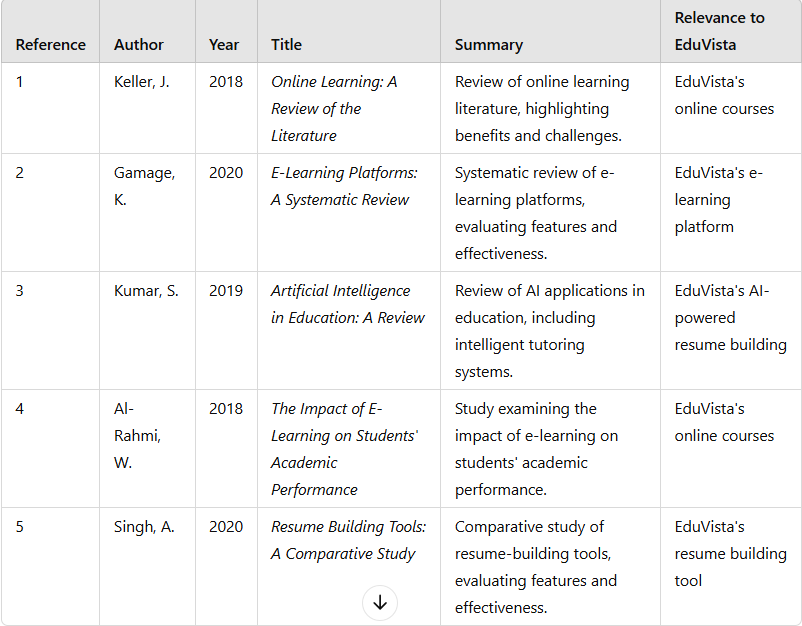 Reference Author Year Title Summary Relevance to EduVista
1 Keller, J. 2018 Online Learning: A Review of the Literature Review of online learning literature, highlighting benefits and challenges. EduVista's online courses
2 Gamage, K. 2020 E-Learning Platforms: A Systematic Review Systematic review of e-learning platforms, evaluating features and effectiveness. EduVista's e-learning platform
3 Kumar, S. 2019 Artificial Intelligence in Education: A Review Review of AI applications in education, including intelligent tutoring systems. EduVista's AI-powered resume building
4 Al-Rahmi, W. 2018 The Impact of E-Learning on Students' Academic Performance Study examining the impact of e-learning on students' academic performance. EduVista's online courses
5 Singh, A. 2020 Resume Building Tools: A Comparative Study Comparative study of resume-building tools, evaluating features and effectiveness. EduVista's resume building tool